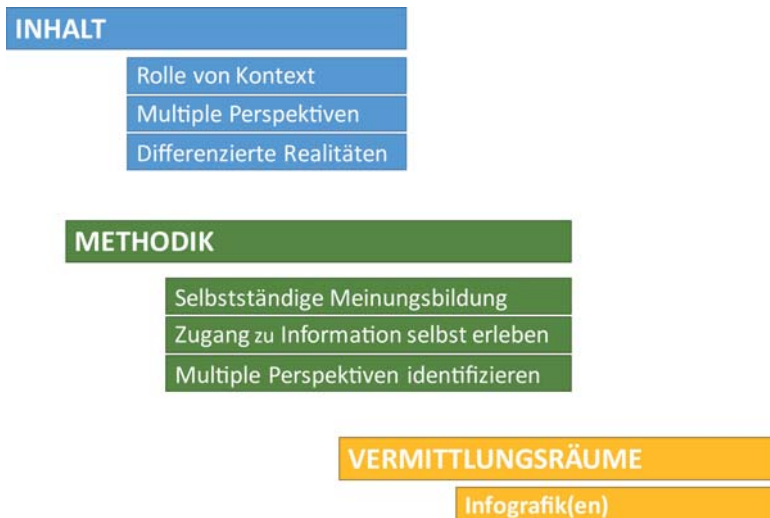 INHALT
Rolle von Kontext
Multiple Perspektiven
Differenzierte Realitäten
METHODIK
Selbstständige Meinungsbildung
Zugang zu Information selbst erleben
Multiple Perspektiven identifizieren
VERMITTLUNGSRÄUME
Infografik(en)